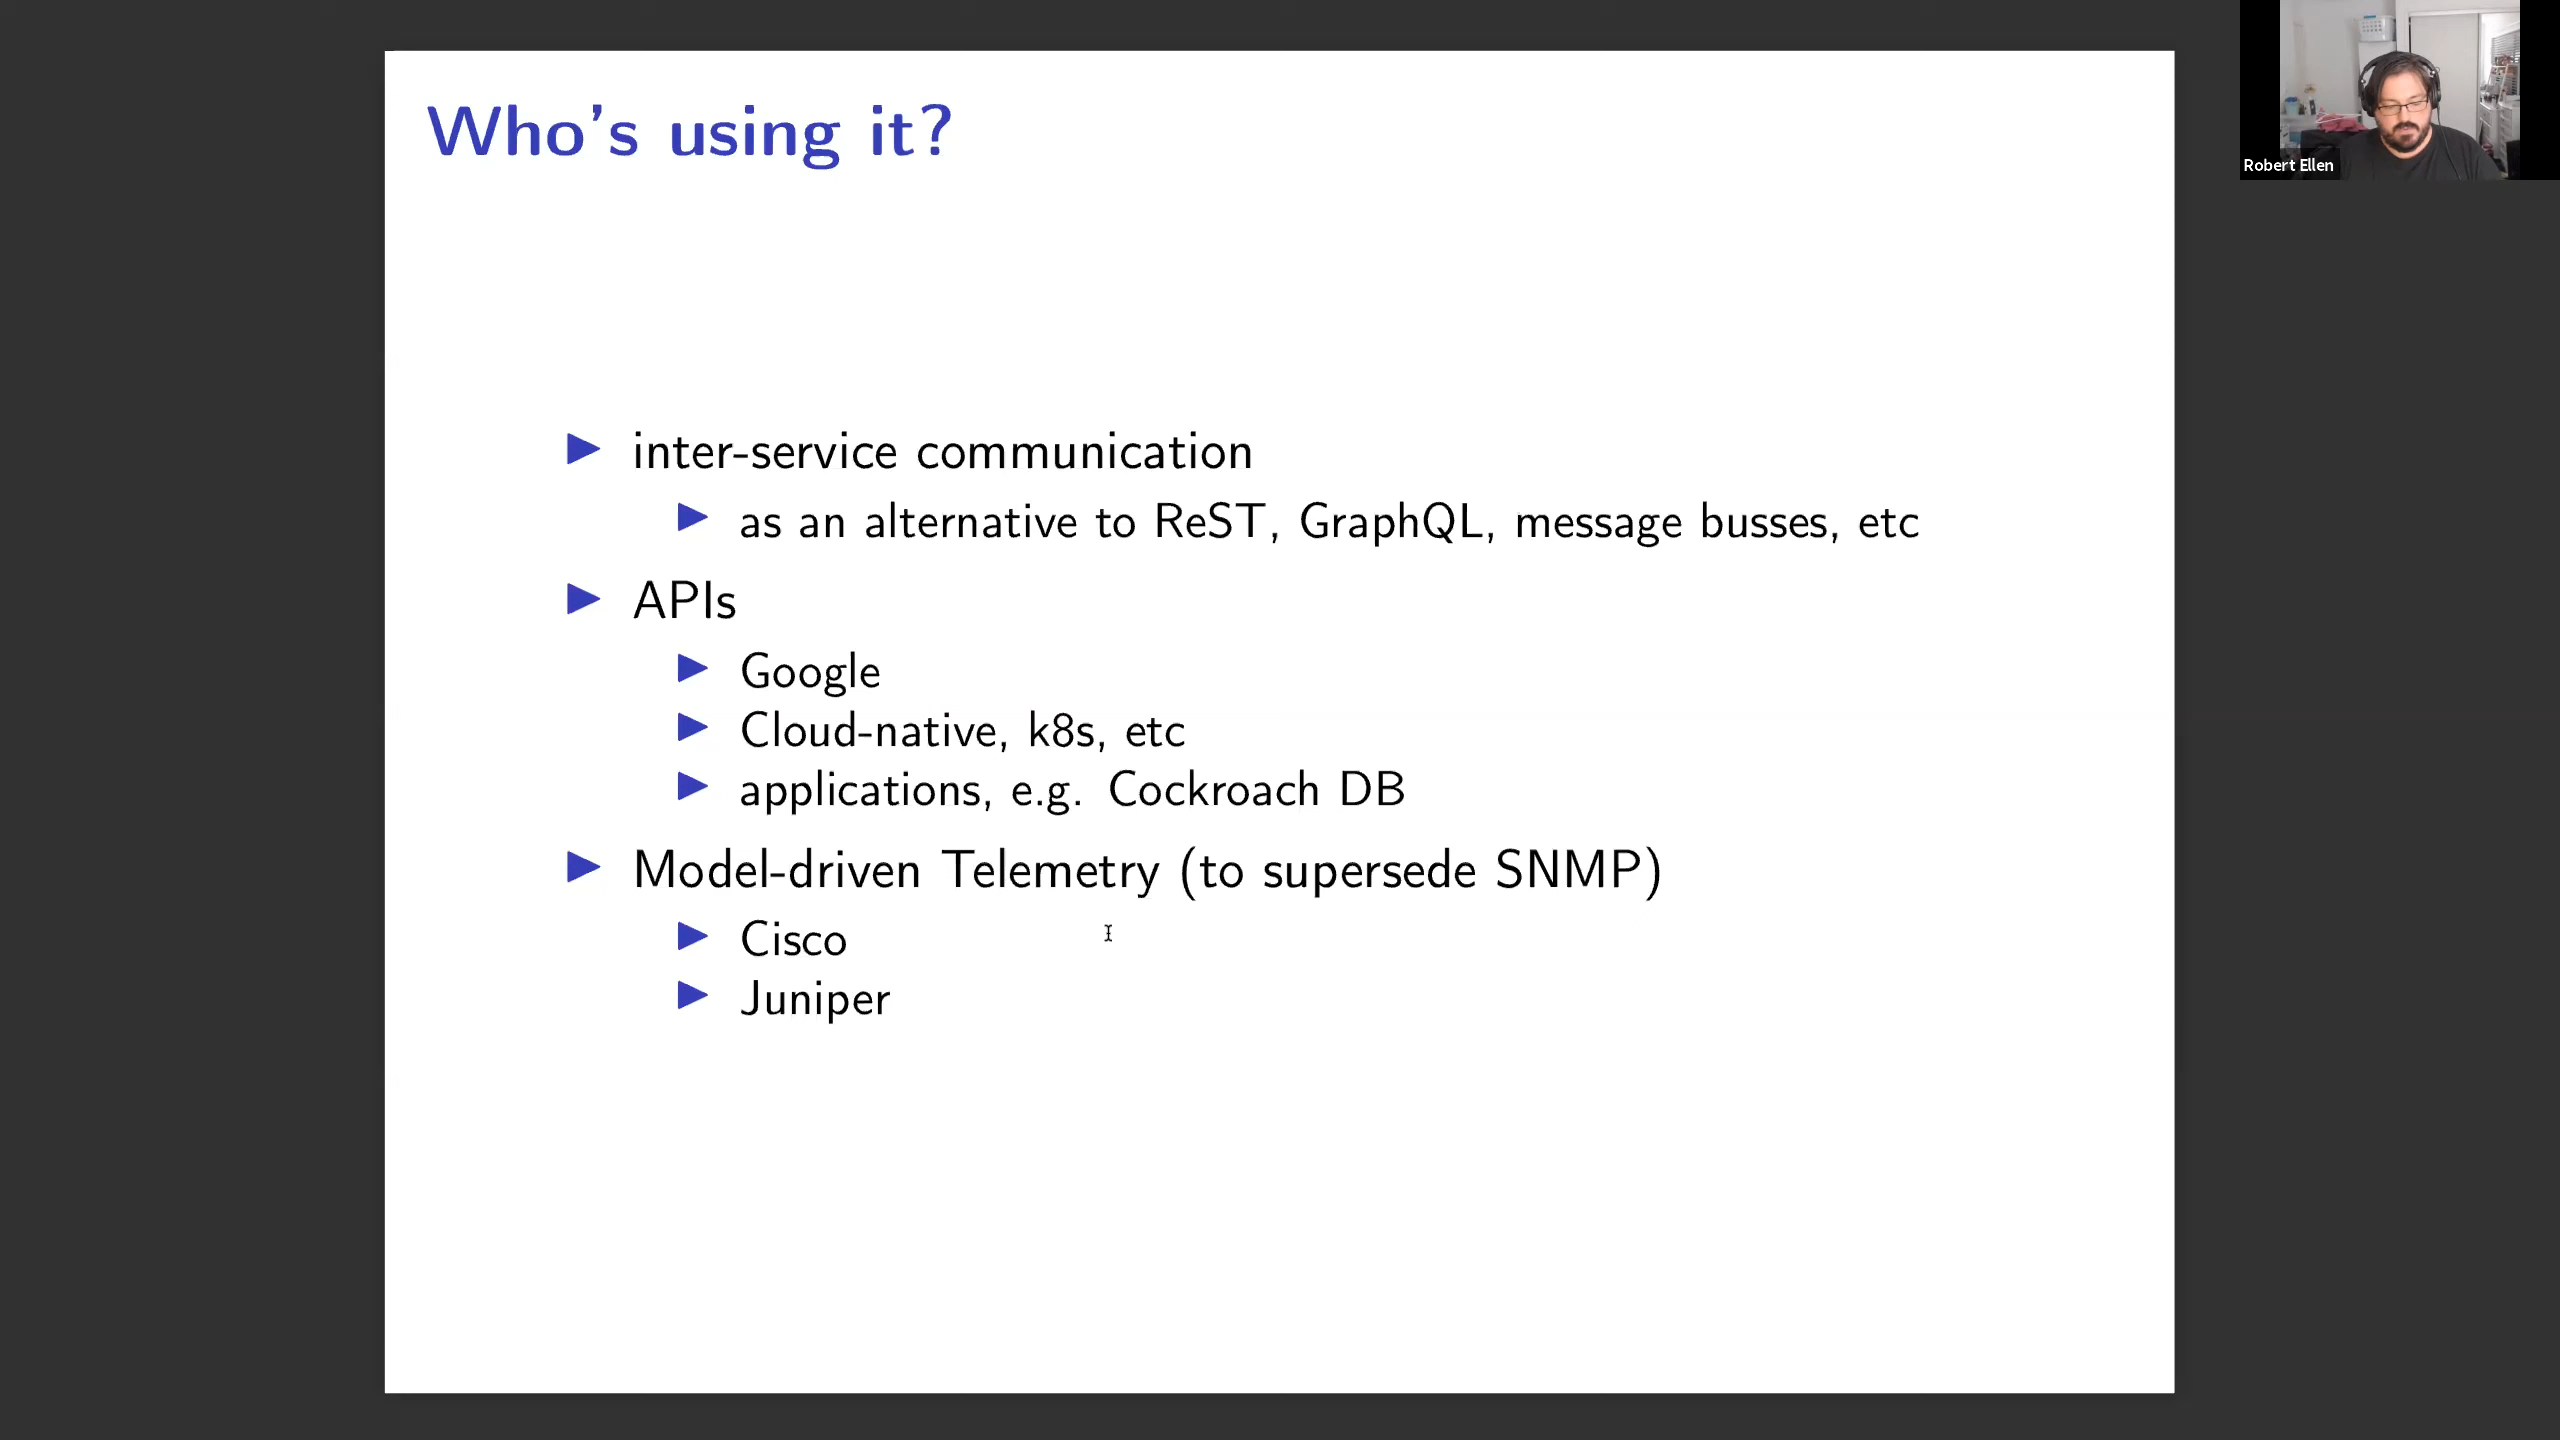 Who's using it?
inter-service communication
as an alternative to ReST, GraphQL, message busses, etc
APIs
Google
Cloud-native, k8s, etc
applications, e.g. Cockroach DB
Model-driven Telemetry (to supersede SNMP)
Cisco
Juniper
Robert Ellen